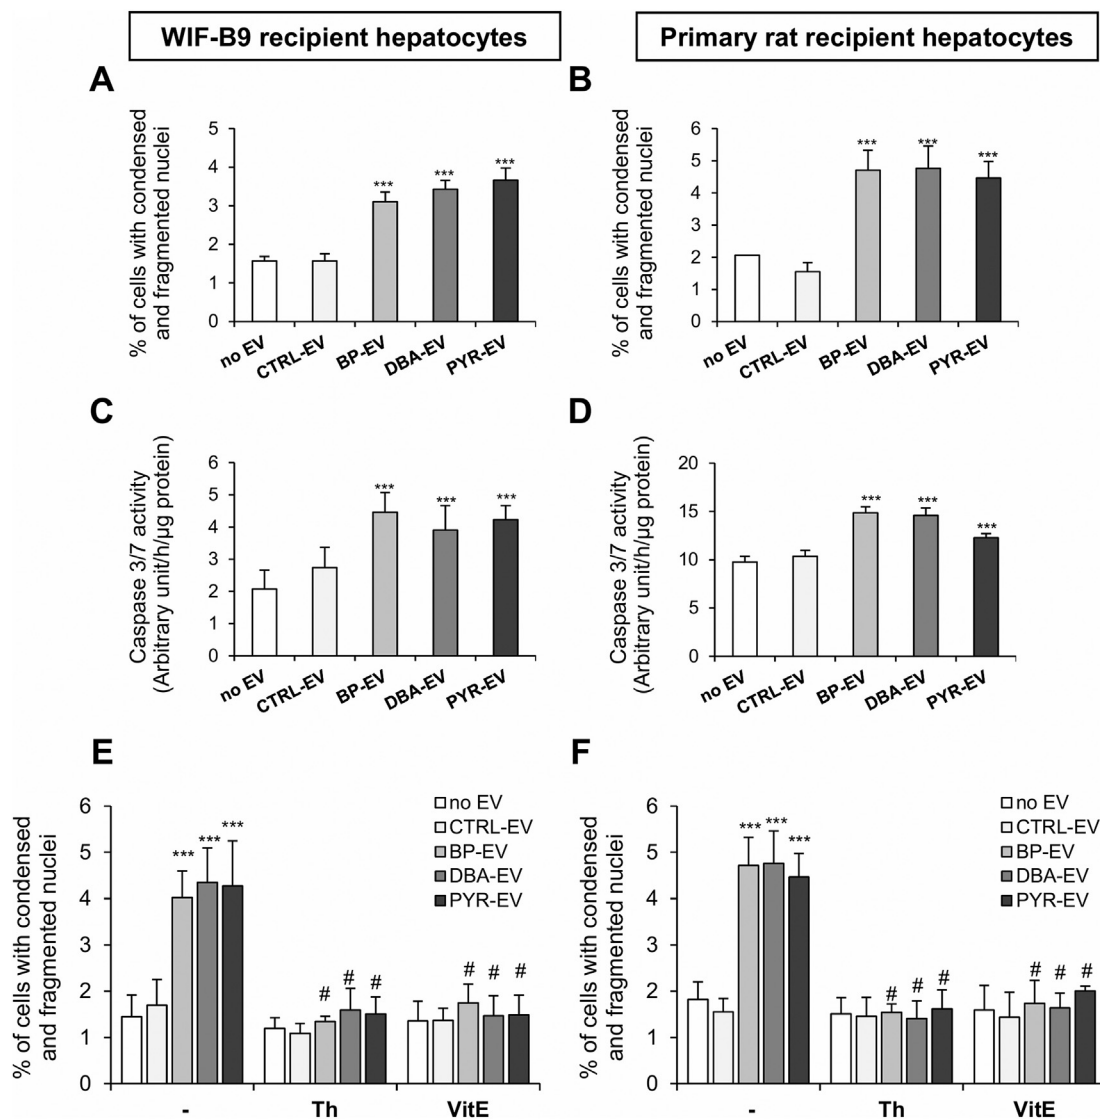 WIF-B9 recipient hepatocytes
Primary rat recipient hepatocytes
A
% of cells with condensed
and fragmented nuclei
5
4
3
2
1
0
***
***
***
no EV
CTRL-EV
BP-EV
DBA-EV
PYR-EV
B
% of cells with condensed
and fragmented nuclei
6
5
4
3
2
1
0
***
***
***
no EV
CTRL-EV
BP-EV
DBA-EV
PYR-EV
C
Caspase 3/7 activity
(Arbitrary unit/h/µg protein)
6
5
4
3
2
1
0
***
***
***
no EV
CTRL-EV
BP-EV
DBA-EV
PYR-EV
D
Caspase 3/7 activity
(Arbitrary unit/h/µg protein)
20
15
10
5
0
***
***
***
no EV
CTRL-EV
BP-EV
DBA-EV
PYR-EV
E
% of cells with condensed
and fragmented nuclei
6
5
4
3
2
1
0
***
***
***
#
#
#
#
#
#
no EV
CTRL-EV
BP-EV
DBA-EV
PYR-EV
-
Th
VitE
F
% of cells with condensed
and fragmented nuclei
6
5
4
3
2
1
0
***
***
***
#
#
#
#
#
#
no EV
CTRL-EV
BP-EV
DBA-EV
PYR-EV
-
Th
VitE